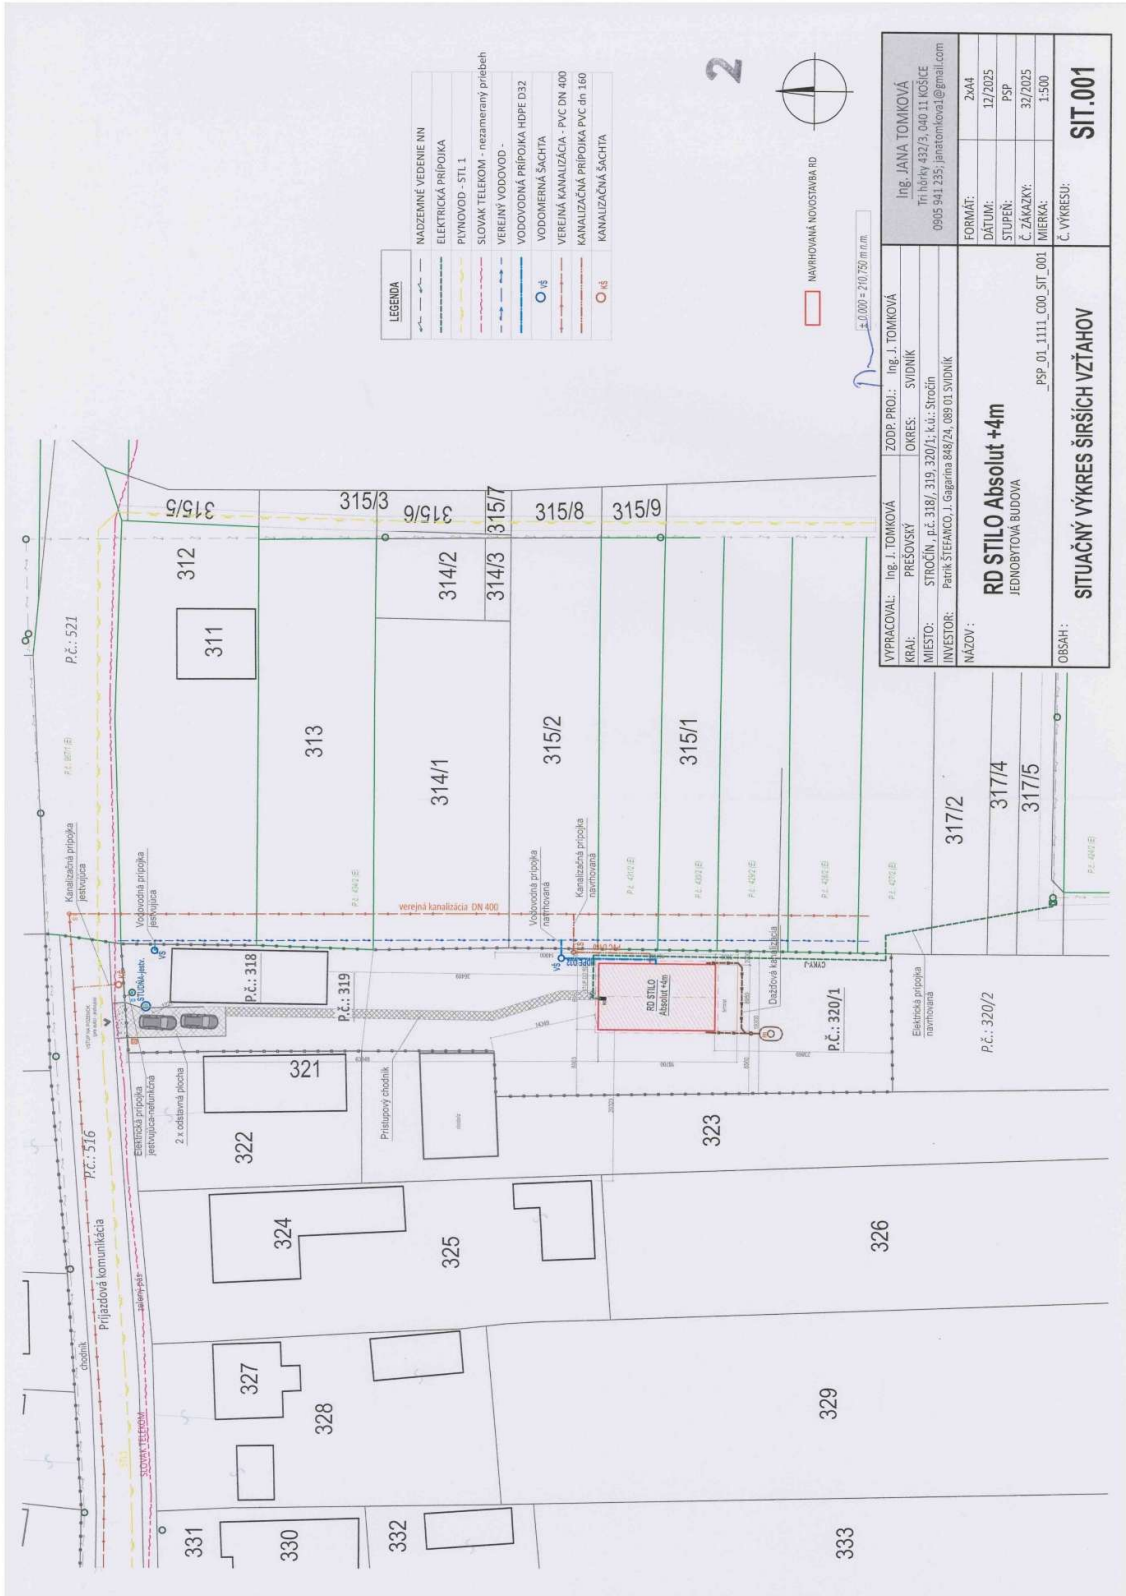 2
LEGENDA
NADZEMNÉ VEDENIE NN
ELEKTRICKÁ PRÍPOJKA
PLYNOVOD - STL 1
SLOVAK TELEKOM - nezameraný priebeh
VEREJNÝ VODOVOD -
VODOVODNÁ PRÍPOJKA HDPE D32
VŠ VODOMERNÁ ŠACHTA
VEREJNÁ KANALIZÁCIA - PVC DN 400
KANALIZAČNÁ PRÍPOJKA PVC dn 160
KŠ KANALIZAČNÁ ŠACHTA
NAVRHOVANÁ NOVOSTAVBA RD
± 0,000 = 210,750 m n.m.
VYPRACOVAL: Ing. J. TOMKOVÁ ZODP. PROJ.: Ing. J. TOMKOVÁ
KRAJ: PREŠOVSKÝ OKRES: SVIDNÍK
MIESTO: STROČÍN, p.č. 318/, 319, 320/1; k.ú.: Stročín
INVESTOR: Patrik ŠTEFANCO, J. Gagarina 848/24, 089 01 SVIDNÍK
Ing. JANA TOMKOVÁ
Tri hôrky 432/3, 040 11 KOŠICE
0905 941 235; janatomkova1@gmail.com
NÁZOV:
RD STILO Absolut +4m
JEDNOBYTOVÁ BUDOVA
_PSP_01_1111_C00_SIT_001
FORMÁT: 2xA4
DÁTUM: 12/2025
STUPEŇ: PSP
Č. ZÁKAZKY: 32/2025
MIERKA: 1:500
OBSAH:
SITUAČNÝ VÝKRES ŠIRŠÍCH VZŤAHOV
Č. VÝKRESU:
SIT.001
P.č.: 521
Kanalizačná prípojka
jestvujúca
Vodovodná prípojka
jestvujúca
VŠ
STUDŇA-jestv.
312
311
315/5
313
315/3
315/6
314/2
314/1
315/7
314/3
315/8
315/2
315/9
315/1
317/2
317/4
317/5
verejná kanalizácia DN 400
Vodovodná prípojka
navrhovaná
Kanalizačná prípojka
navrhovaná
VŠ
P.č.: 318
P.č.: 319
RD STILO
Absolut +4m
Dažďová kanalizácia
P.č.: 320/1
Elektrická prípojka
navrhovaná
P.č.: 320/2
P.č.: 516
Príjazdová komunikácia
chodník
zelený pás
SLOVAK TELEKOM
Elektrická prípojka
jestvujúca-nefunkčná
2 x odstavná plocha
Prístupový chodník
321
322
323
324
325
326
327
328
329
331
330
332
333